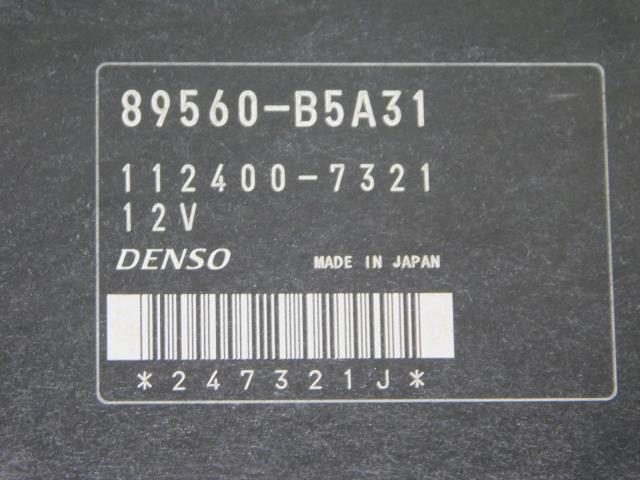 89560-B5A31
112400-7321
12V
DENSO MADE IN JAPAN
*247321J*